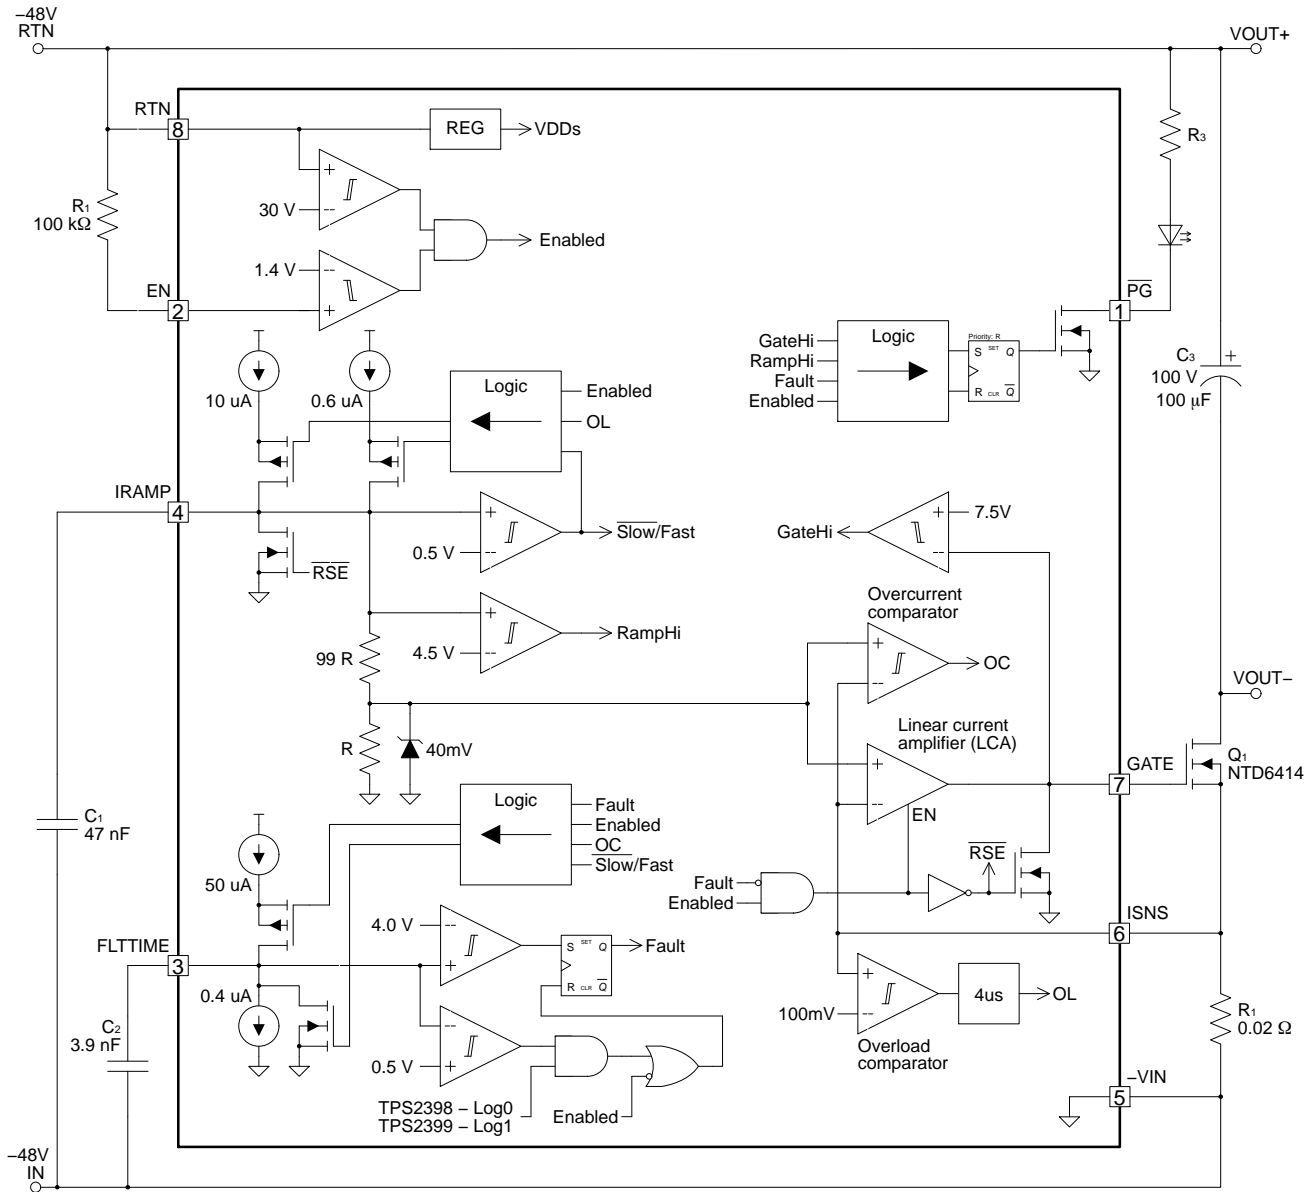 −48V
RTN
VOUT+
RTN
8
REG
VDDs
R3
+
30 V
--
R1
100 kΩ
Enabled
1.4 V
--
EN
2
+
PG
1
GateHi
RampHi
Fault
Enabled
Logic
Priority: R
S SET Q
R CLR Q
C3
100 V
100 µF
+
10 uA
0.6 uA
Logic
Enabled
OL
IRAMP
4
+
0.5 V
--
Slow/Fast
RSE
GateHi
+
7.5V
--
+
4.5 V
--
RampHi
99 R
Overcurrent
comparator
+
--
OC
VOUT−
R
40mV
Linear current
amplifier (LCA)
+
--
EN
GATE
7
Q1
NTD6414
C1
47 nF
Logic
Fault
Enabled
OC
Slow/Fast
50 uA
RSE
Fault
Enabled
4.0 V
--
+
S SET Q
R CLR Q
Fault
FLTTIME
3
ISNS
6
0.4 uA
C2
3.9 nF
--
0.5 V
+
+
100mV
--
4us
OL
Overload
comparator
R1
0.02 Ω
TPS2398 − Log0
TPS2399 − Log1
Enabled
−VIN
5
−48V
IN